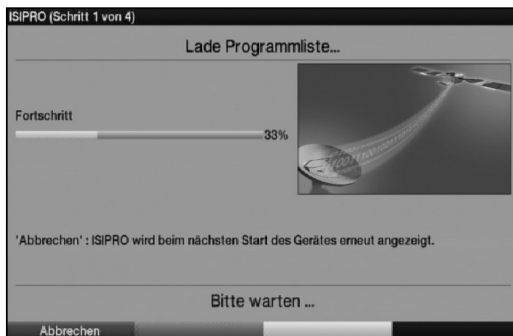 ISIPRO (Schritt 1 von 4)
Lade Programmliste...
Fortschritt
33%
'Abbrechen' : ISIPRO wird beim nächsten Start des Gerätes erneut angezeigt.
Bitte warten ...
Abbrechen